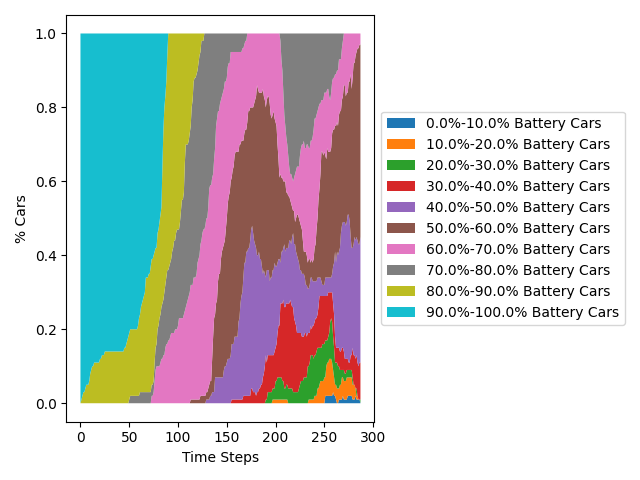 1.0
0.8
0.6
0.4
0.2
0.0
% Cars
0 50 100 150 200 250 300
Time Steps
0.0%-10.0% Battery Cars
10.0%-20.0% Battery Cars
20.0%-30.0% Battery Cars
30.0%-40.0% Battery Cars
40.0%-50.0% Battery Cars
50.0%-60.0% Battery Cars
60.0%-70.0% Battery Cars
70.0%-80.0% Battery Cars
80.0%-90.0% Battery Cars
90.0%-100.0% Battery Cars